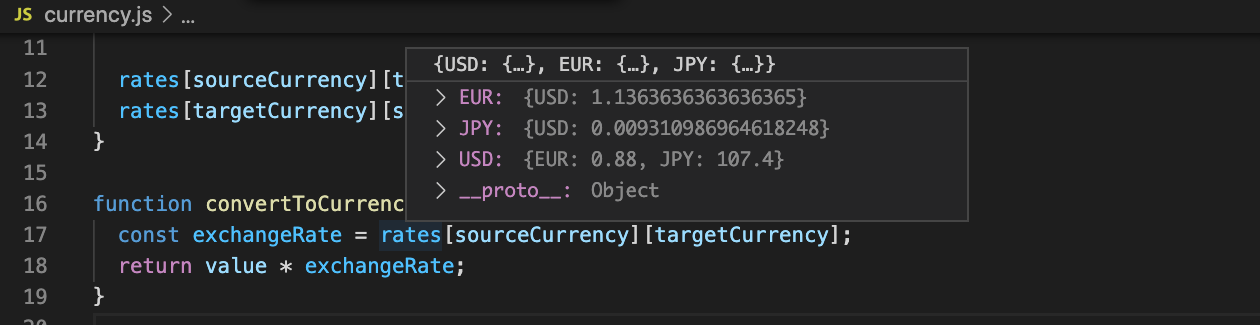 JS currency.js > ...
11
{USD: {…}, EUR: {…}, JPY: {…}}
12 rates[sourceCurrency][t
> EUR: {USD: 1.1363636363636365}
13 rates[targetCurrency][s
> JPY: {USD: 0.009310986964618248}
14 }
> USD: {EUR: 0.88, JPY: 107.4}
15
> __proto__: Object
16 function convertToCurrenc
17 const exchangeRate = rates[sourceCurrency][targetCurrency];
18 return value * exchangeRate;
19 }
20